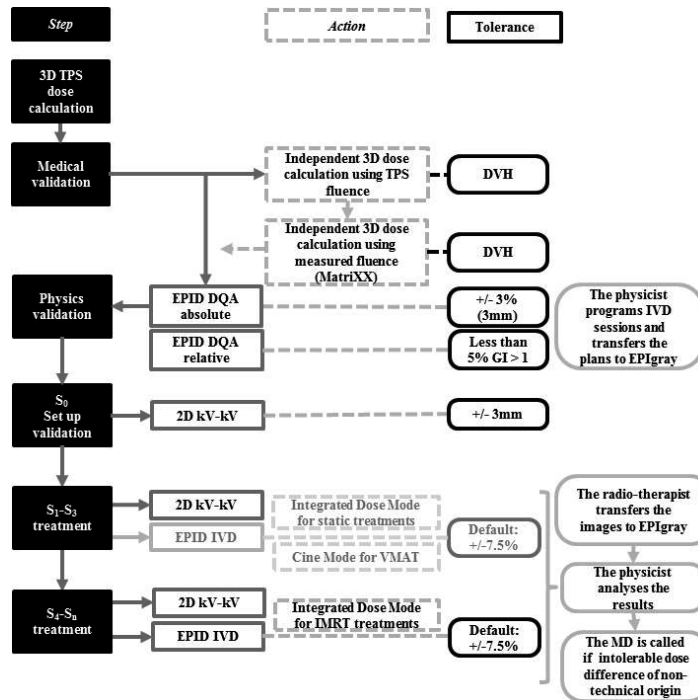 Step
Action
Tolerance
3D TPS
dose
calculation
Medical
validation
Independent 3D dose
calculation using TPS
fluence
DVH
Independent 3D dose
calculation using
measured fluence
(MatriXX)
DVH
Physics
validation
EPID DQA
absolute
+/- 3%
(3mm)
The physicist
programs IVD
sessions and
transfers the
plans to EPIgray
EPID DQA
relative
Less than
5% GI > 1
S0
Set up
validation
2D kV-kV
+/- 3mm
S1-S3
treatment
2D kV-kV
EPID IVD
Integrated Dose Mode
for static treatments
Cine Mode for VMAT
Default:
+/-7.5%
The radio-therapist
transfers the
images to EPIgray
The physicist
analyses the
results
S4-Sn
treatment
2D kV-kV
EPID IVD
Integrated Dose Mode
for IMRT treatments
Default:
+/-7.5%
The MD is called
if intolerable dose
difference of non-
technical origin